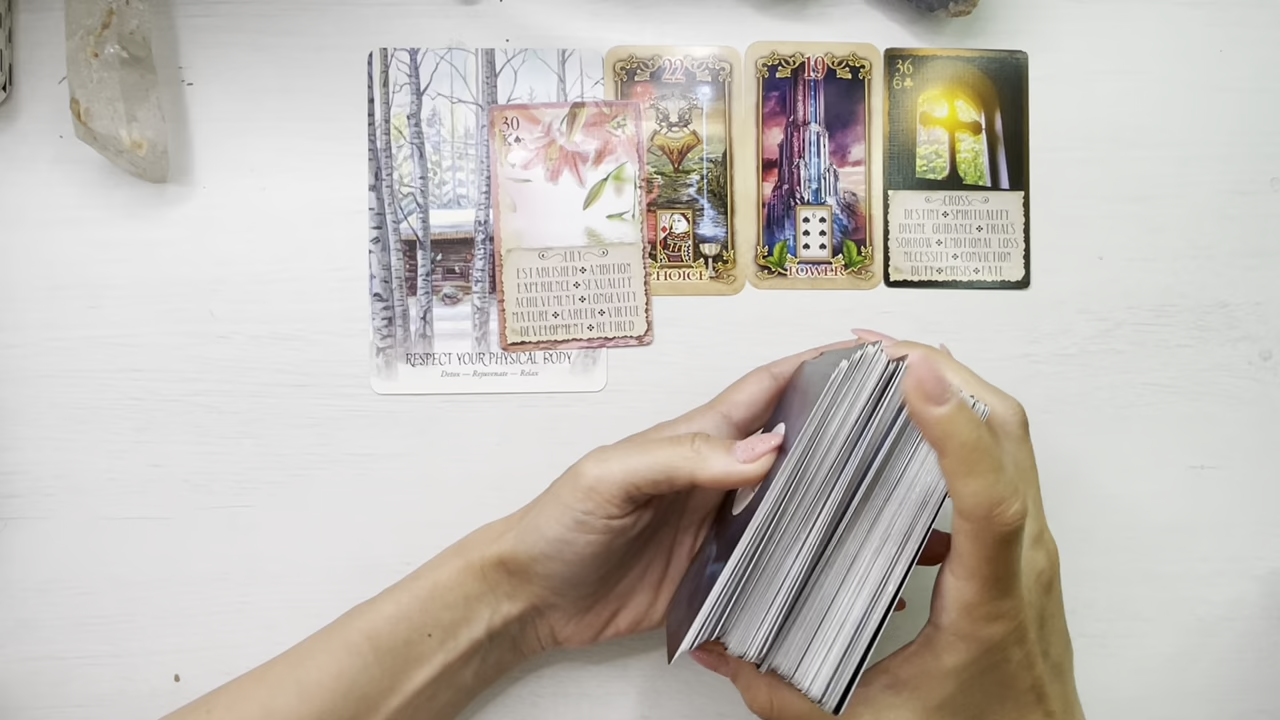 30
K♠
LILY
ESTABLISHED ❖ AMBITION
EXPERIENCE ❖ SEXUALITY
ACHIEVEMENT ❖ LONGEVITY
MATURE ❖ CAREER ❖ VIRTUE
DEVELOPMENT ❖ RETIRED
RESPECT YOUR PHYSICAL BODY
Detox — Rejuvenate — Relax
22
CHOICE
19
6
TOWER
36
6♣
CROSS
DESTINY ❖ SPIRITUALITY
DIVINE GUIDANCE ❖ TRIALS
SORROW ❖ EMOTIONAL LOSS
NECESSITY ❖ CONVICTION
DUTY ❖ CRISIS ❖ FATE